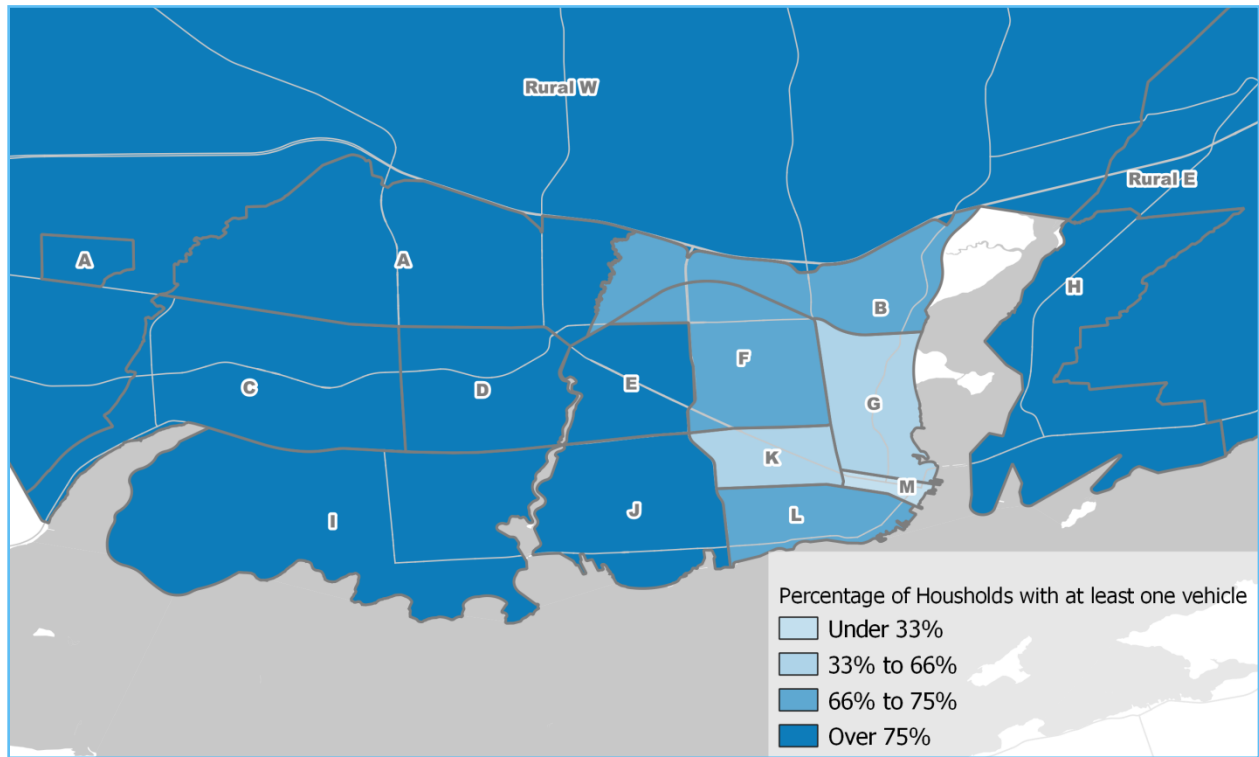 Rural W
Rural E
A
A
H
B
F
E
C
D
G
K
M
I
J
L
Percentage of Housholds with at least one vehicle
Under 33%
33% to 66%
66% to 75%
Over 75%